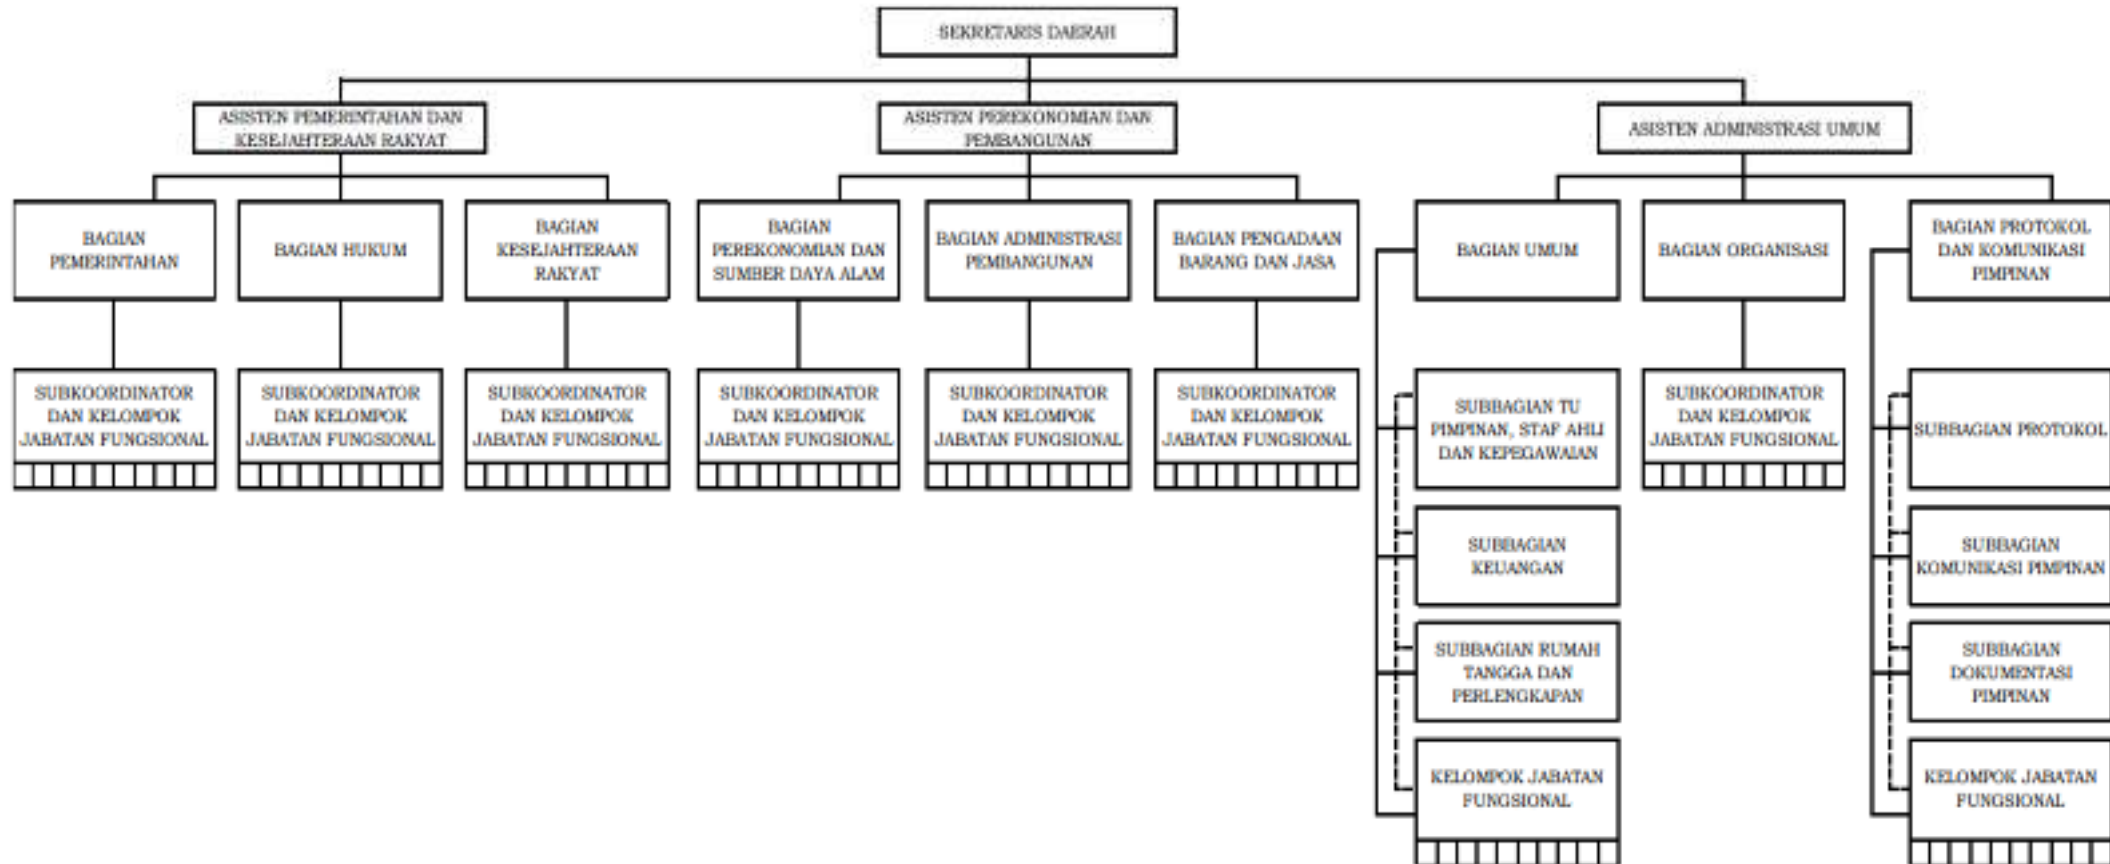 SEKRETARIS DAERAH
ASISTEN PEMERINTAHAN DAN
KESEJAHTERAAN RAKYAT
ASISTEN PEREKONOMIAN DAN
PEMBANGUNAN
ASISTEN ADMINISTRASI UMUM
BAGIAN
PEMERINTAHAN
BAGIAN HUKUM
BAGIAN
KESEJAHTERAAN
RAKYAT
BAGIAN
PEREKONOMIAN DAN
SUMBER DAYA ALAM
BAGIAN ADMINISTRASI
PEMBANGUNAN
BAGIAN PENGADAAN
BARANG DAN JASA
BAGIAN UMUM
BAGIAN ORGANISASI
BAGIAN PROTOKOL
DAN KOMUNIKASI
PIMPINAN
SUBKOORDINATOR
DAN KELOMPOK
JABATAN FUNGSIONAL
SUBKOORDINATOR
DAN KELOMPOK
JABATAN FUNGSIONAL
SUBKOORDINATOR
DAN KELOMPOK
JABATAN FUNGSIONAL
SUBKOORDINATOR
DAN KELOMPOK
JABATAN FUNGSIONAL
SUBKOORDINATOR
DAN KELOMPOK
JABATAN FUNGSIONAL
SUBKOORDINATOR
DAN KELOMPOK
JABATAN FUNGSIONAL
SUBBAGIAN TU
PIMPINAN, STAF AHLI
DAN KEPEGAWAIAN
SUBKOORDINATOR
DAN KELOMPOK
JABATAN FUNGSIONAL
SUBBAGIAN PROTOKOL
SUBBAGIAN
KEUANGAN
SUBBAGIAN
KOMUNIKASI PIMPINAN
SUBBAGIAN RUMAH
TANGGA DAN
PERLENGKAPAN
SUBBAGIAN
DOKUMENTASI
PIMPINAN
KELOMPOK JABATAN
FUNGSIONAL
KELOMPOK JABATAN
FUNGSIONAL